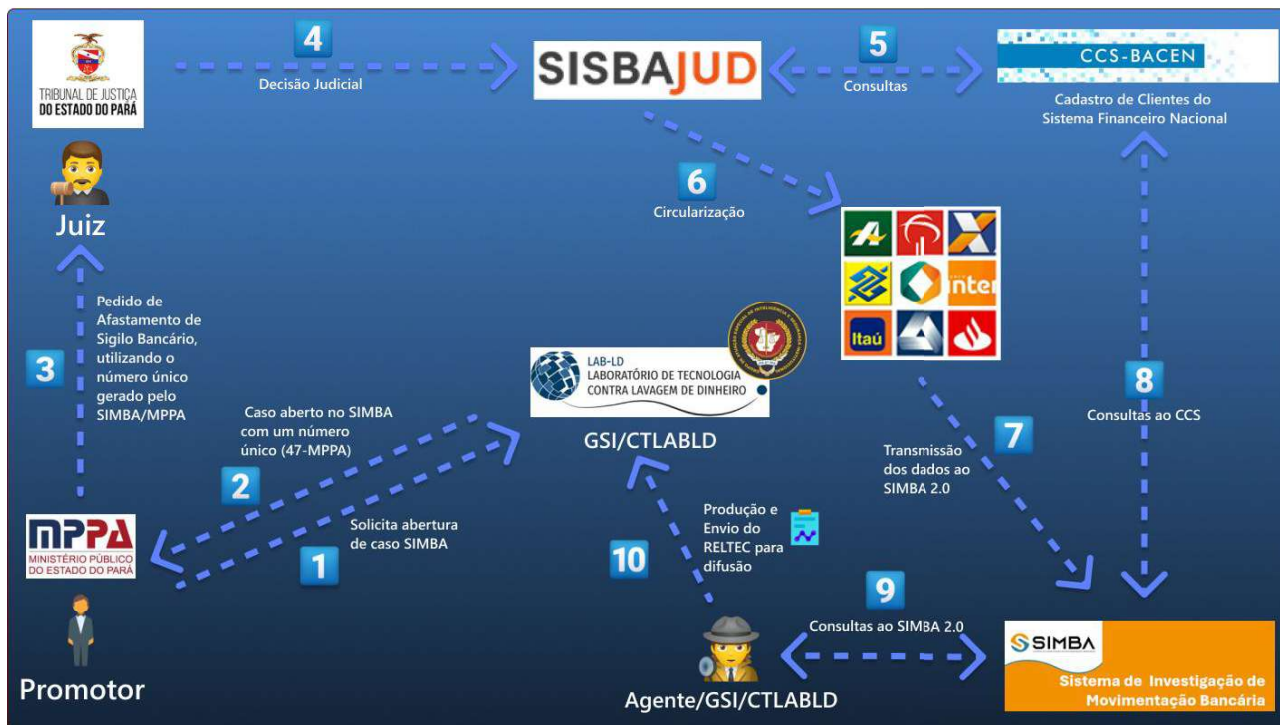 4
Decisão Judicial
TRIBUNAL DE JUSTIÇA
DO ESTADO DO PARÁ
SISBAJUD
5
Consultas
CCS-BACEN
Cadastro de Clientes do
Sistema Financeiro Nacional
Juiz
6
Circularização
inter
Itaú
3
Pedido de
Afastamento de
Sigilo Bancário,
utilizando o
número único
gerado pelo
SIMBA/MPPA
LAB-LD
LABORATÓRIO DE TECNOLOGIA
CONTRA LAVAGEM DE DINHEIRO
GSI/CTLABLD
8
Consultas ao CCS
Caso aberto no SIMBA
com um número
único (47-MPPA)
2
7
Transmissão
dos dados ao
SIMBA 2.0
Solicita abertura
de caso SIMBA
1
MPPA
MINISTÉRIO PÚBLICO
DO ESTADO DO PARÁ
Promotor
10
Produção e
Envio do
RELTEC para
difusão
9
Consultas ao SIMBA 2.0
Agente/GSI/CTLABLD
SIMBA
Sistema de Investigação de
Movimentação Bancária